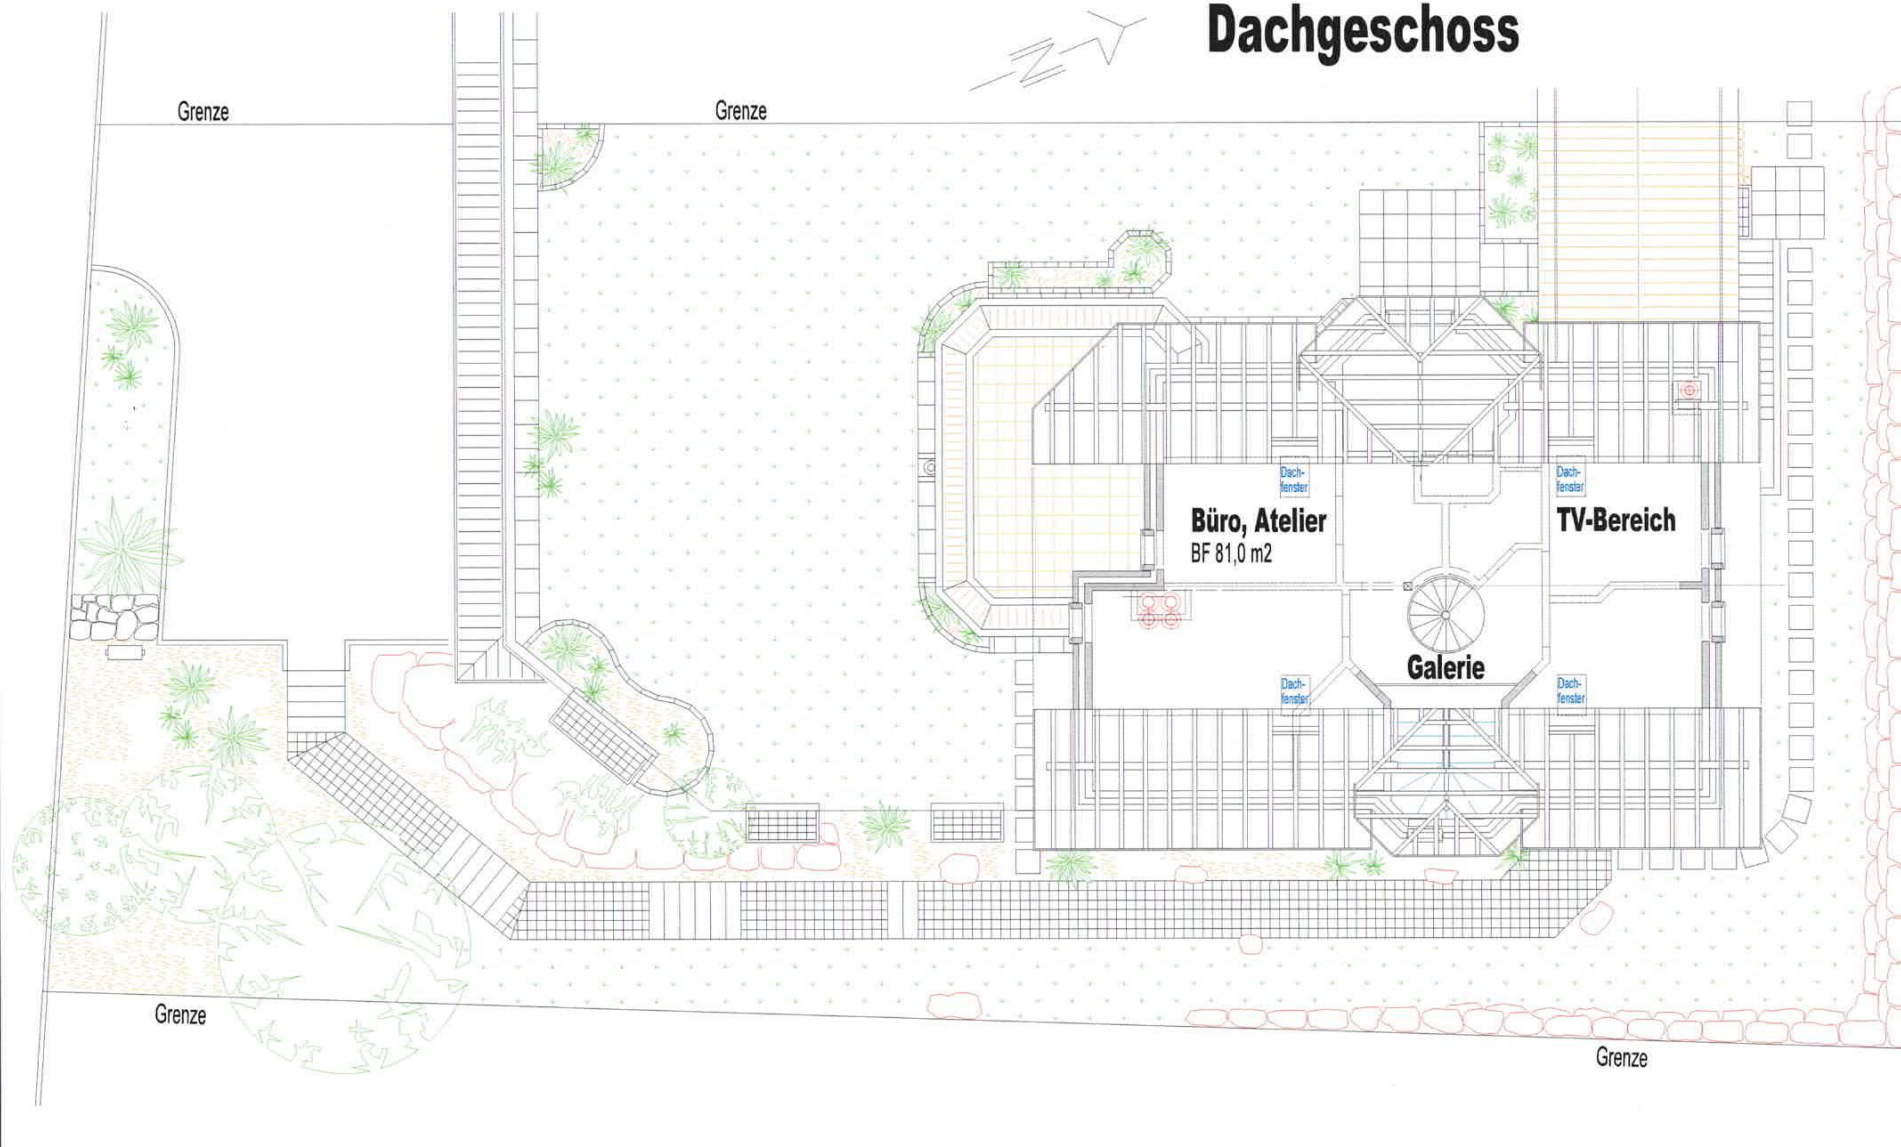 Dachgeschoss
N
Grenze
Grenze
Dach-
fenster
Dach-
fenster
Büro, Atelier
BF 81,0 m2
TV-Bereich
Galerie
Dach-
fenster
Dach-
fenster
Grenze
Grenze